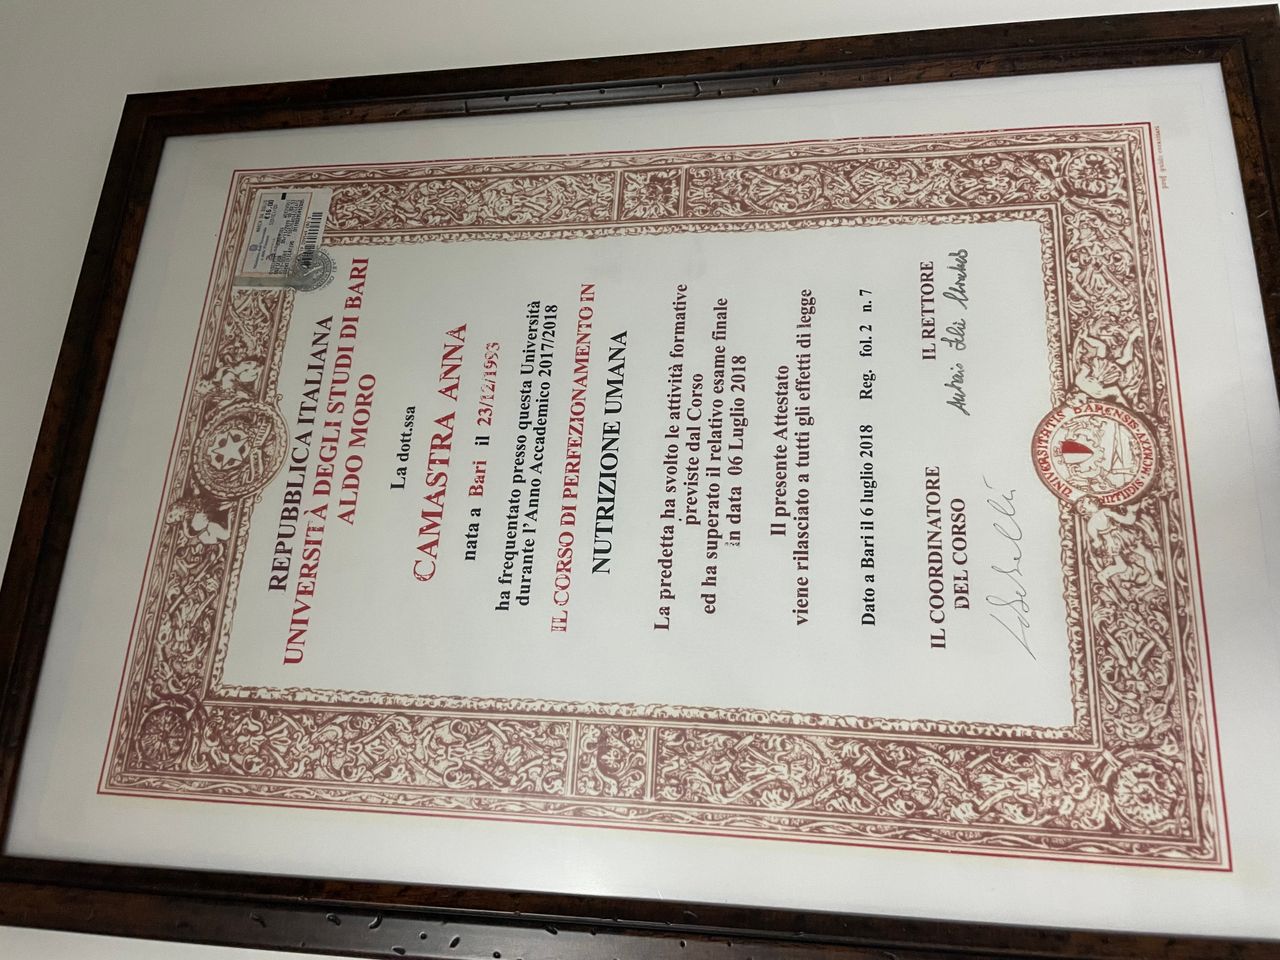 REPUBBLICA ITALIANA
UNIVERSITÀ DEGLI STUDI DI BARI
ALDO MORO
La dott.ssa
CAMASTRA ANNA
nata a Bari il 23/12/1993
ha frequentato presso questa Università
durante l'Anno Accademico 2017/2018
IL CORSO DI PERFEZIONAMENTO IN
NUTRIZIONE UMANA
La predetta ha svolto le attività formative
previste dal Corso
ed ha superato il relativo esame finale
in data 06 Luglio 2018
Il presente Attestato
viene rilasciato a tutti gli effetti di legge
Dato a Bari il 6 luglio 2018 Reg. fol.2 n. 7
IL COORDINATORE
DEL CORSO
IL RETTORE
€16,00